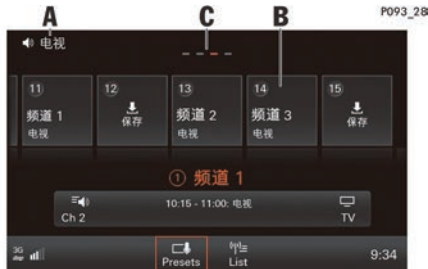 A
C
B
P093_28
电视
11
12
13
14
15
频道 1
保存
频道 2
频道 3
保存
电视
电视
电视
① 频道 1
10:15 - 11:00: 电视
Ch 2
TV
3G
Presets
List
9:34